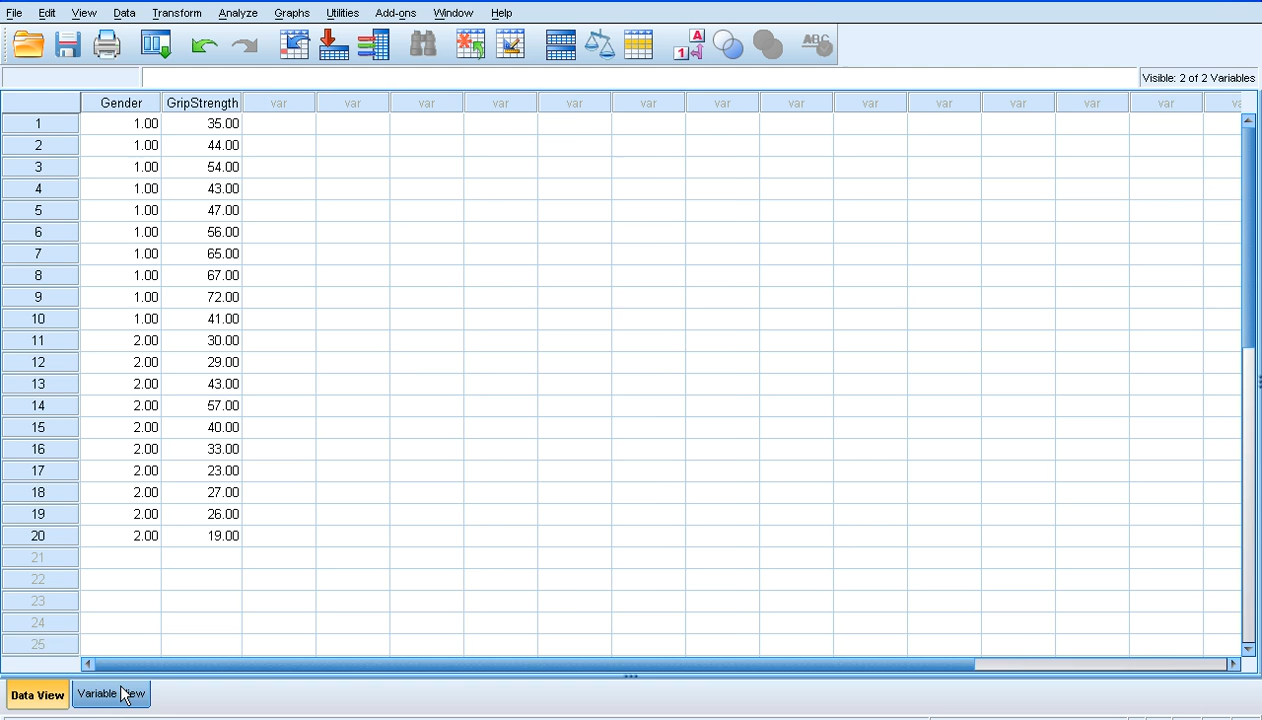 File Edit View Data Transform Analyze Graphs Utilities Add-ons Window Help
A
1
ABC
Visible: 2 of 2 Variables
Gender GripStrength var var var var var var var var var var var var var
1 1.00 35.00
2 1.00 44.00
3 1.00 54.00
4 1.00 43.00
5 1.00 47.00
6 1.00 56.00
7 1.00 65.00
8 1.00 67.00
9 1.00 72.00
10 1.00 41.00
11 2.00 30.00
12 2.00 29.00
13 2.00 43.00
14 2.00 57.00
15 2.00 40.00
16 2.00 33.00
17 2.00 23.00
18 2.00 27.00
19 2.00 26.00
20 2.00 19.00
21
22
23
24
25
Data View Variable View